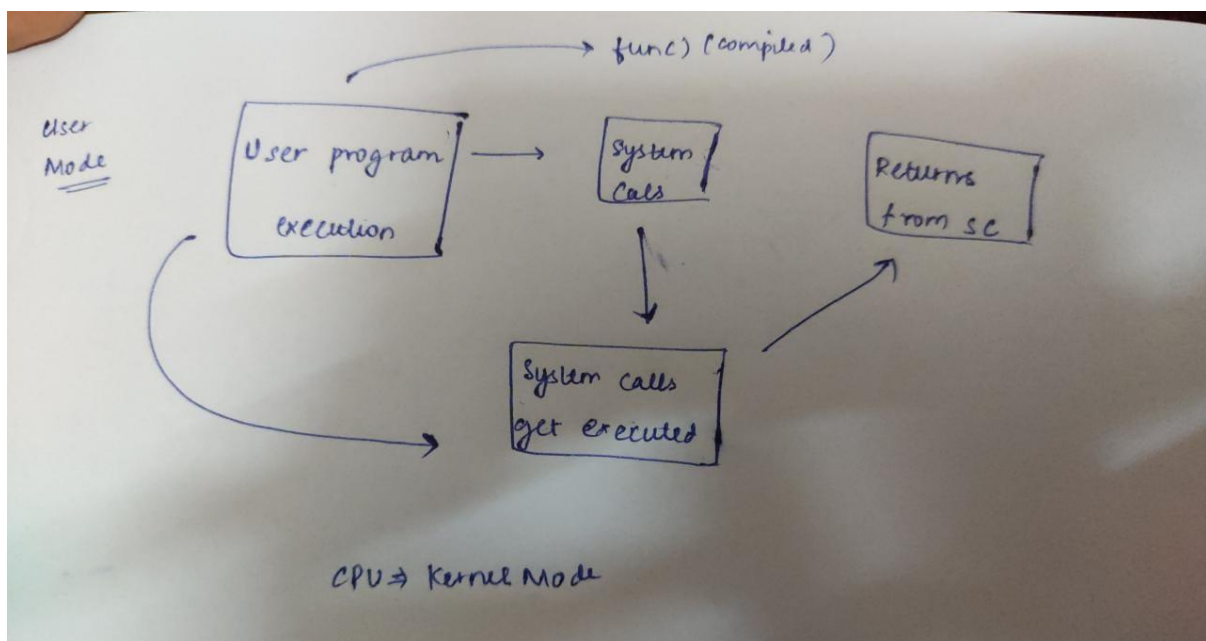 func) (compiled)
User
Mode
User program
execution
System
Cals
Returns
from SC
System calls
get executed
CPU⇒ Kernel Mode